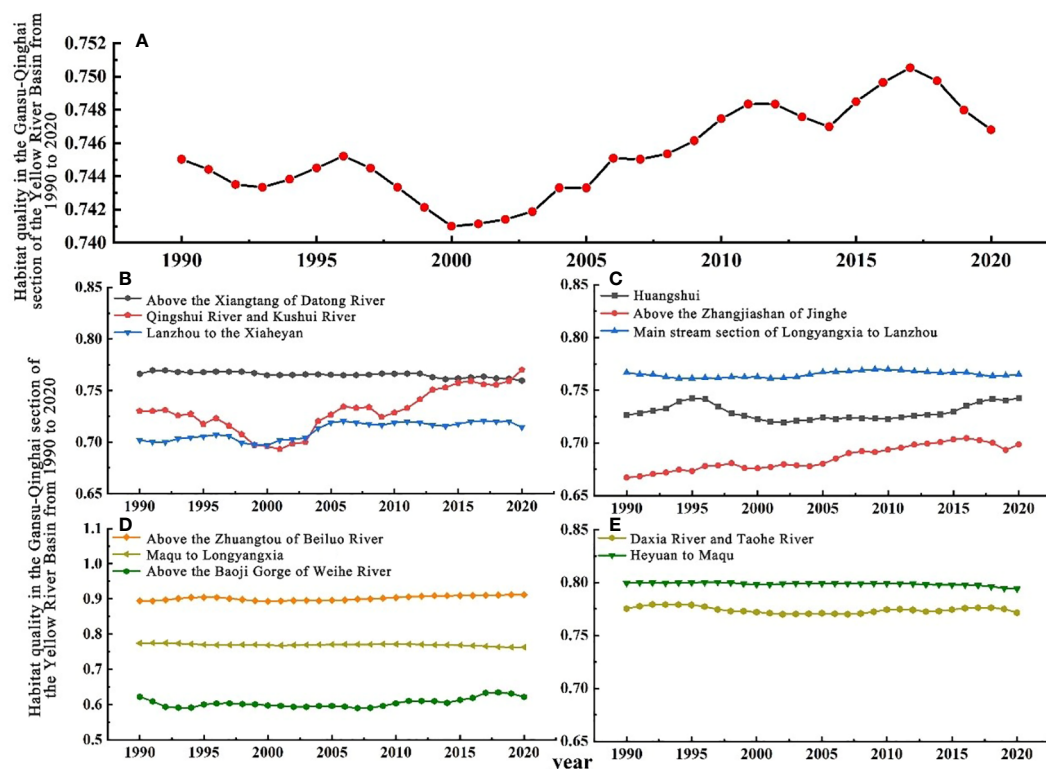 A
Habitat quality in the Gansu-Qinghai
section of the Yellow River Basin from
1990 to 2020
0.752
0.750
0.748
0.746
0.744
0.742
0.740
1990 1995 2000 2005 2010 2015 2020
Habitat quality in the Gansu-Qinghai section of
the Yellow River Basin from 1990 to 2020
B
Above the Xiangtang of Datong River
Qingshui River and Kushui River
Lanzhou to the Xiaheyan
0.85
0.80
0.75
0.70
0.65
1990 1995 2000 2005 2010 2015 2020
C
Huangshui
Above the Zhangjiashan of Jinghe
Main stream section of Longyangxia to Lanzhou
0.85
0.80
0.75
0.70
0.65
1990 1995 2000 2005 2010 2015 2020
D
Above the Zhuangtou of Beiluo River
Maqu to Longyangxia
Above the Baoji Gorge of Weihe River
1.1
1.0
0.9
0.8
0.7
0.6
0.5
1990 1995 2000 2005 2010 2015 2020
E
Daxia River and Taohe River
Heyuan to Maqu
0.85
0.80
0.75
0.70
0.65
1990 1995 2000 2005 2010 2015 2020
year